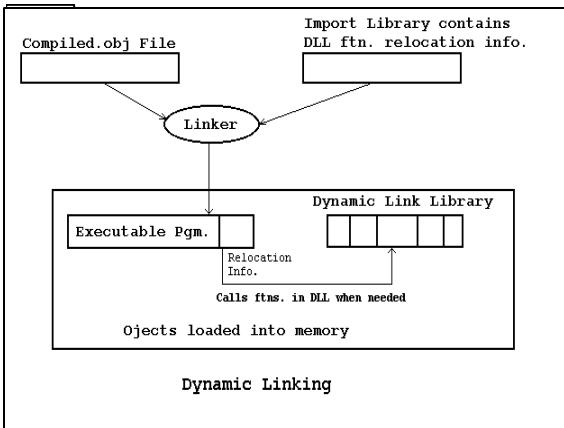 Import Library contains
Compiled.obj File
DLL ftn. relocation info.
Linker
Dynamic Link Library
Executable Pgm.
Relocation
Info.
Calls ftns. in DLL when needed
Ojects loaded into memory
Dynamic Linking